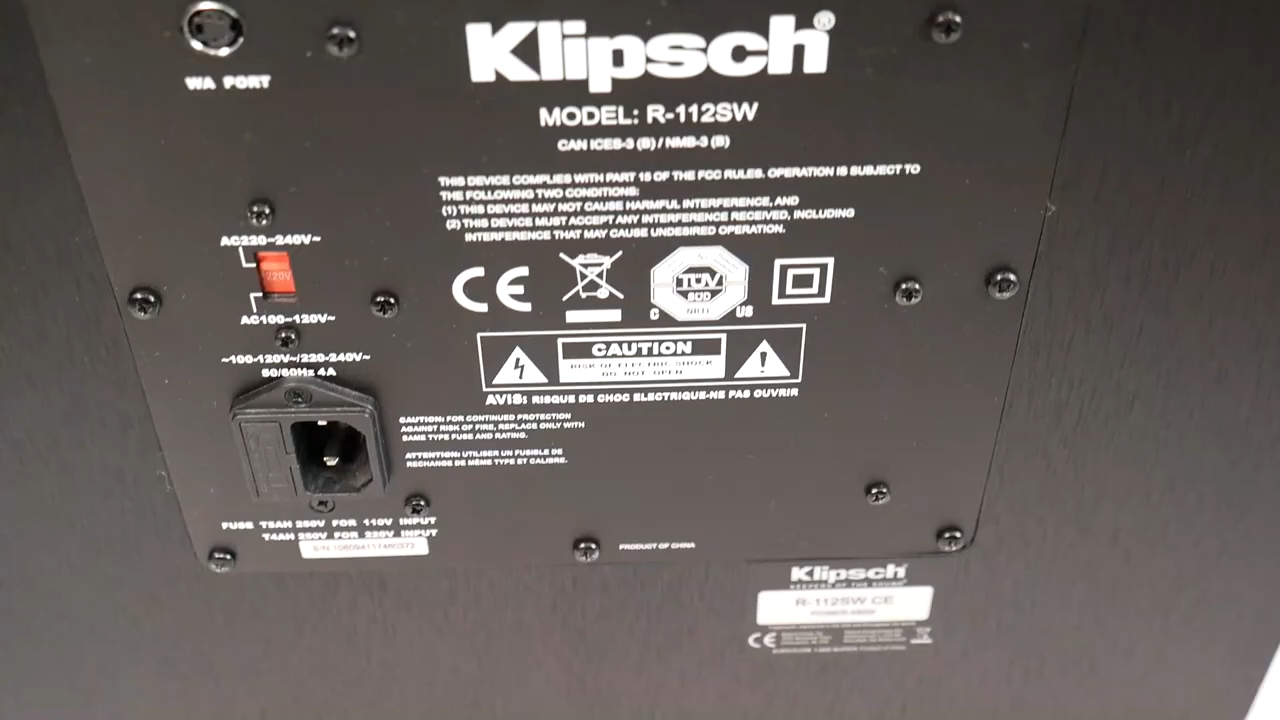 WA PORT
Klipsch®
MODEL: R-112SW
CAN ICES-3 (B) / NMB-3 (B)
THIS DEVICE COMPLIES WITH PART 15 OF THE FCC RULES. OPERATION IS SUBJECT TO
THE FOLLOWING TWO CONDITIONS:
(1) THIS DEVICE MAY NOT CAUSE HARMFUL INTERFERENCE, AND
(2) THIS DEVICE MUST ACCEPT ANY INTERFERENCE RECEIVED, INCLUDING
INTERFERENCE THAT MAY CAUSE UNDESIRED OPERATION.
AC220-240V~
220V
AC100-120V~
~100-120V~/220-240V~
50/60Hz 4A
CE
TÜV
SÜD
NRTL
C US
CAUTION
RISK OF ELECTRIC SHOCK
DO NOT OPEN
AVIS: RISQUE DE CHOC ELECTRIQUE-NE PAS OUVRIR
CAUTION: FOR CONTINUED PROTECTION
AGAINST RISK OF FIRE, REPLACE ONLY WITH
SAME TYPE FUSE AND RATING.
ATTENTION: UTILISER UN FUSIBLE DE
RECHANGE DE MÊME TYPE ET CALIBRE.
FUSE T5AH 250V FOR 110V INPUT
T4AH 250V FOR 220V INPUT
PRODUCT OF CHINA
Klipsch
KEEPERS OF THE SOUND
R-112SW CE
CE